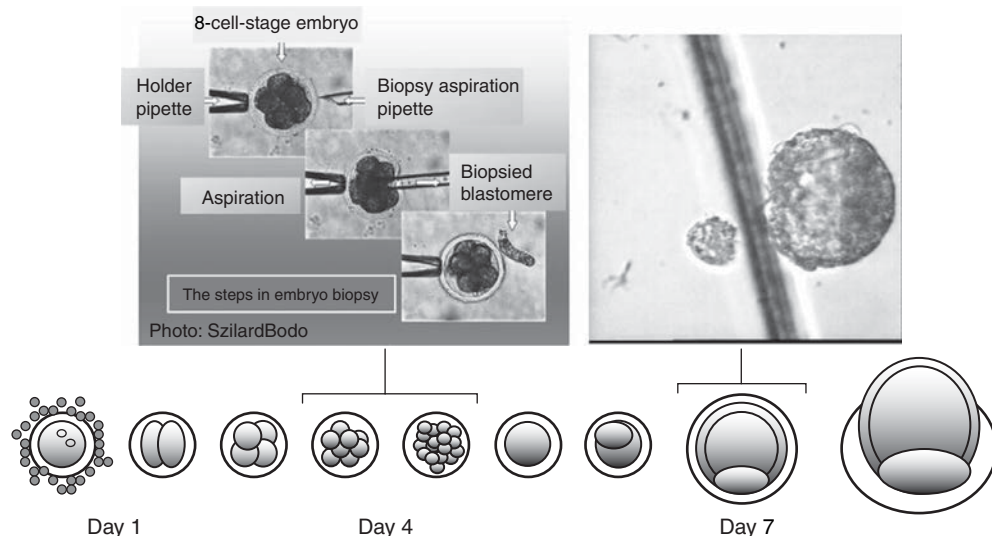 8-cell-stage embryo
Holder
pipette
Biopsy aspiration
pipette
Aspiration
Biopsied
blastomere
The steps in embryo biopsy
Photo: SzilardBodo
Day 1
Day 4
Day 7